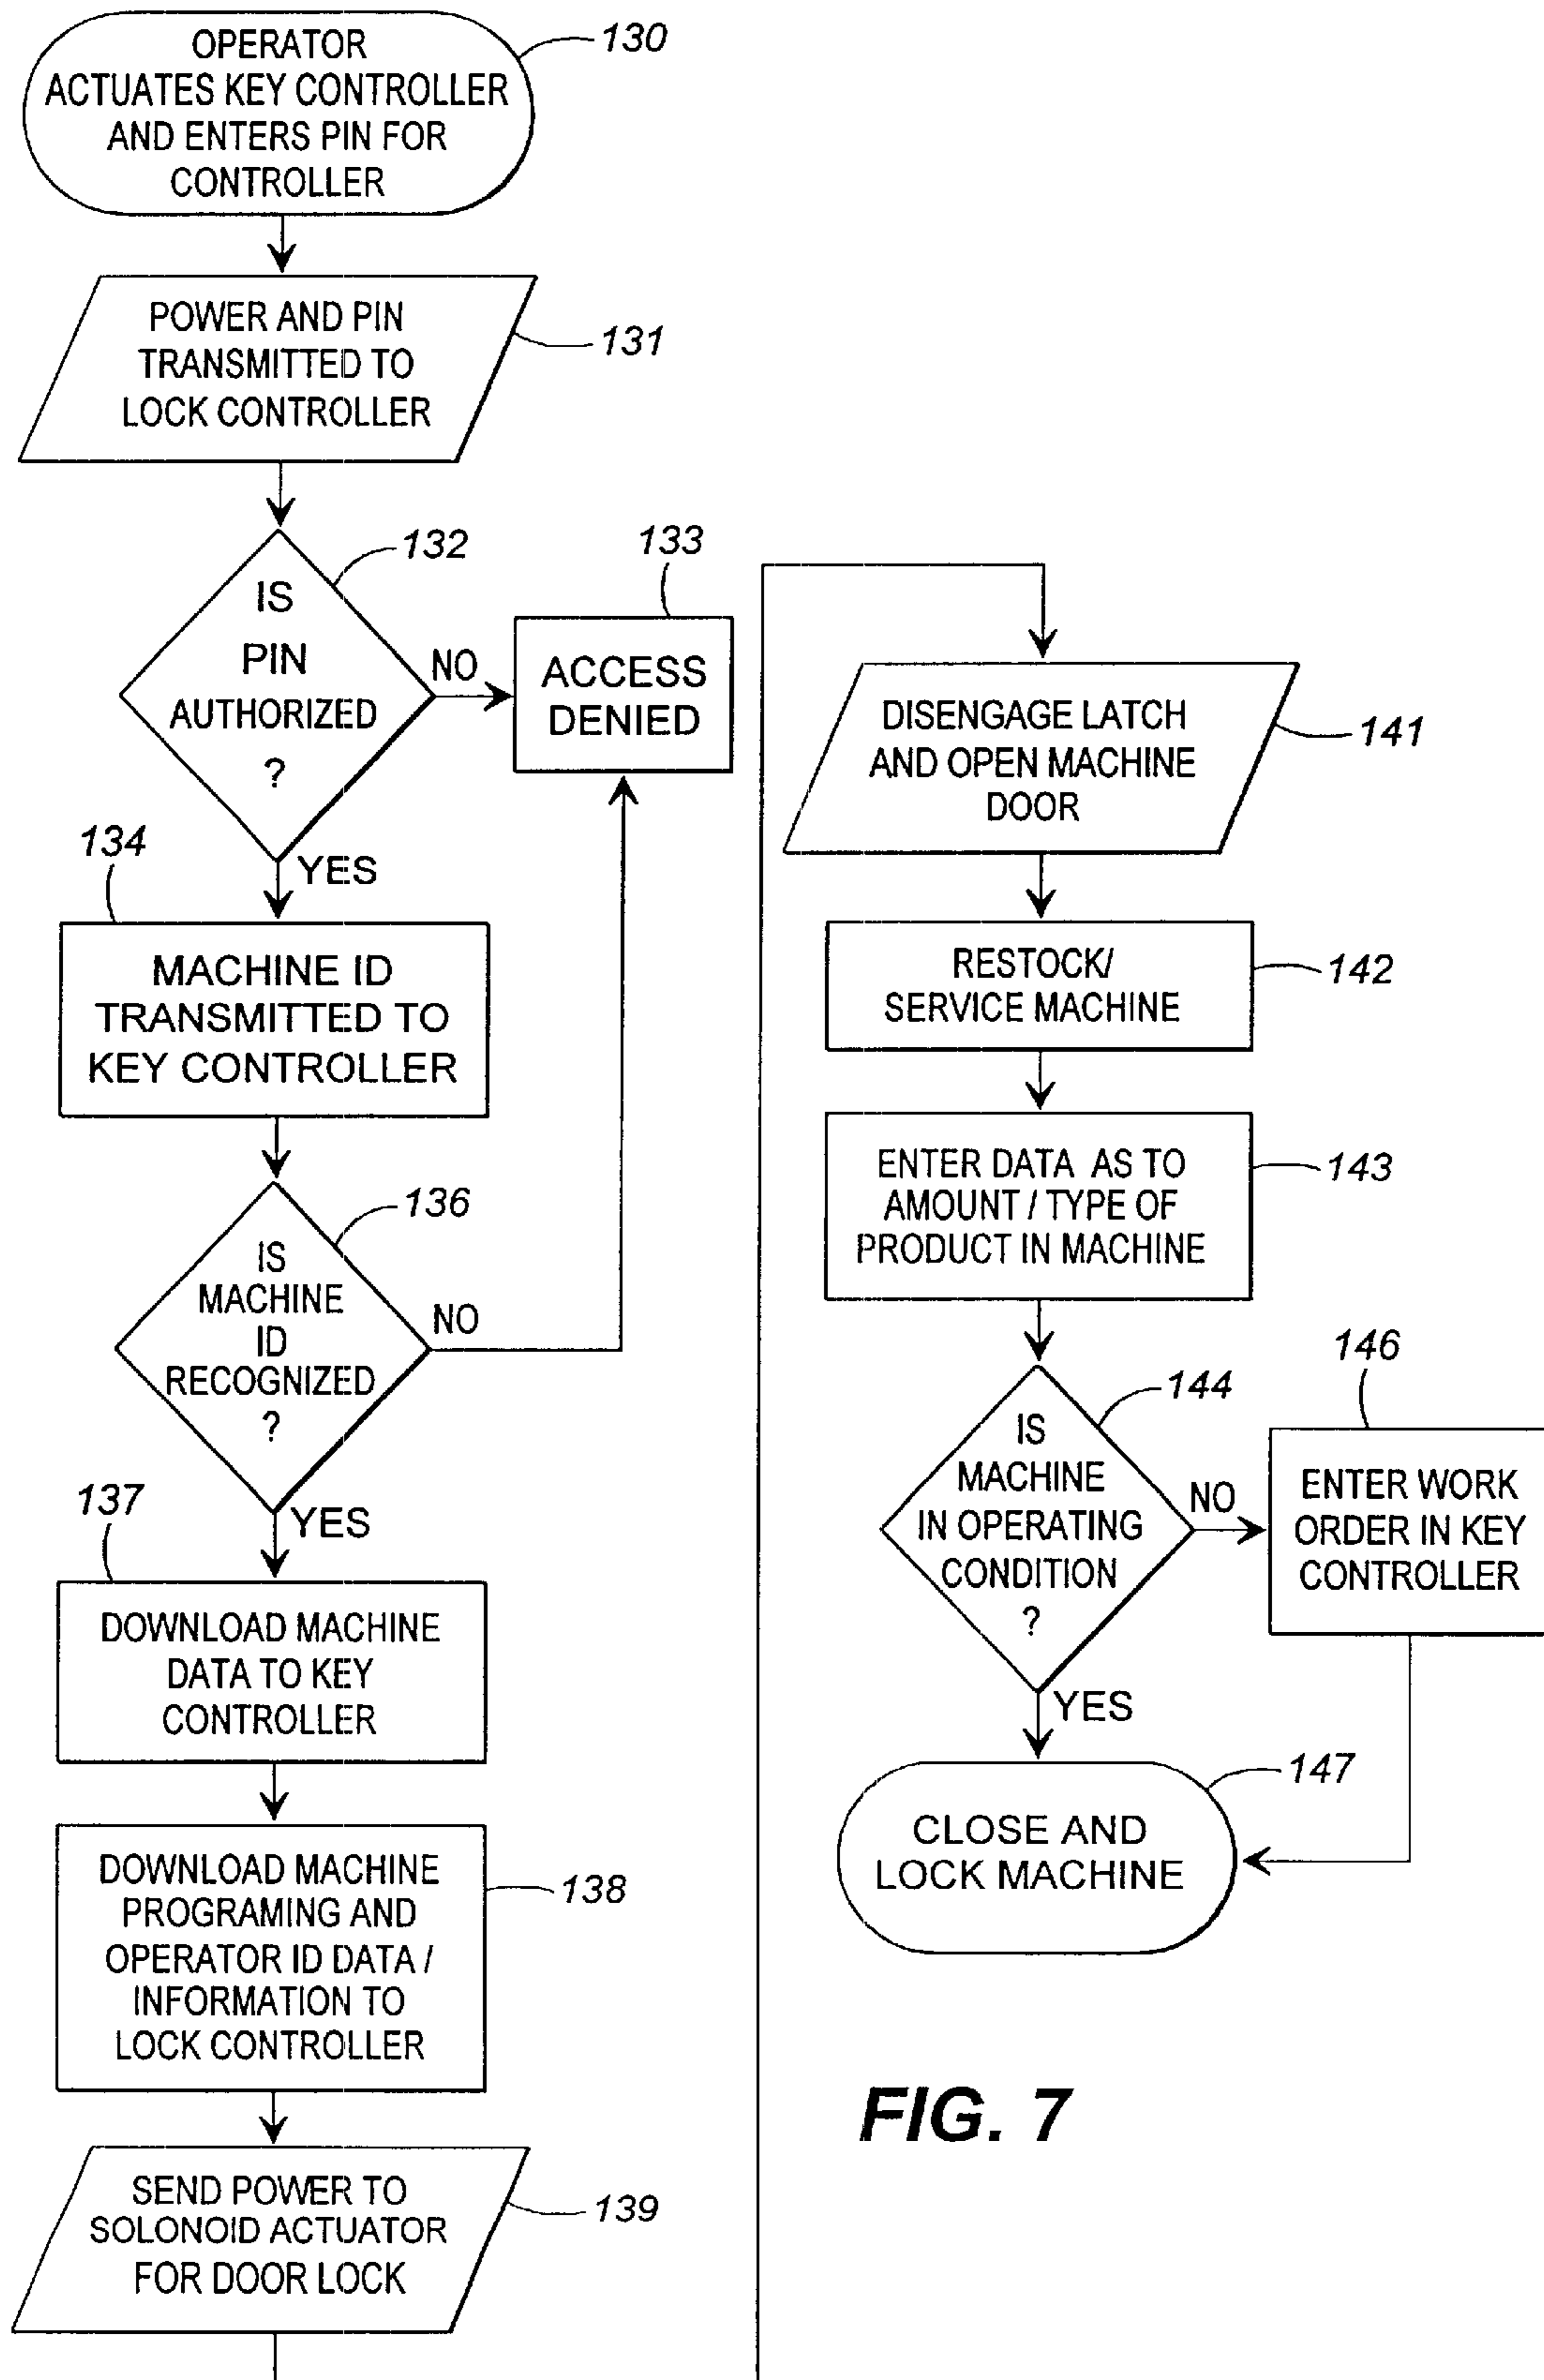 OPERATOR
ACTUATES KEY CONTROLLER
AND ENTERS PIN FOR
CONTROLLER
130
POWER AND PIN
TRANSMITTED TO
LOCK CONTROLLER
131
IS
PIN
AUTHORIZED
?
132
NO
YES
133
ACCESS
DENIED
134
MACHINE ID
TRANSMITTED TO
KEY CONTROLLER
136
IS
MACHINE
ID
RECOGNIZED
?
NO
YES
137
DOWNLOAD MACHINE
DATA TO KEY
CONTROLLER
DOWNLOAD MACHINE
PROGRAMING AND
OPERATOR ID DATA /
INFORMATION TO
LOCK CONTROLLER
138
SEND POWER TO
SOLONOID ACTUATOR
FOR DOOR LOCK
139
DISENGAGE LATCH
AND OPEN MACHINE
DOOR
141
RESTOCK/
SERVICE MACHINE
142
ENTER DATA AS TO
AMOUNT / TYPE OF
PRODUCT IN MACHINE
143
144
IS
MACHINE
IN OPERATING
CONDITION
?
NO
YES
146
ENTER WORK
ORDER IN KEY
CONTROLLER
147
CLOSE AND
LOCK MACHINE
FIG. 7